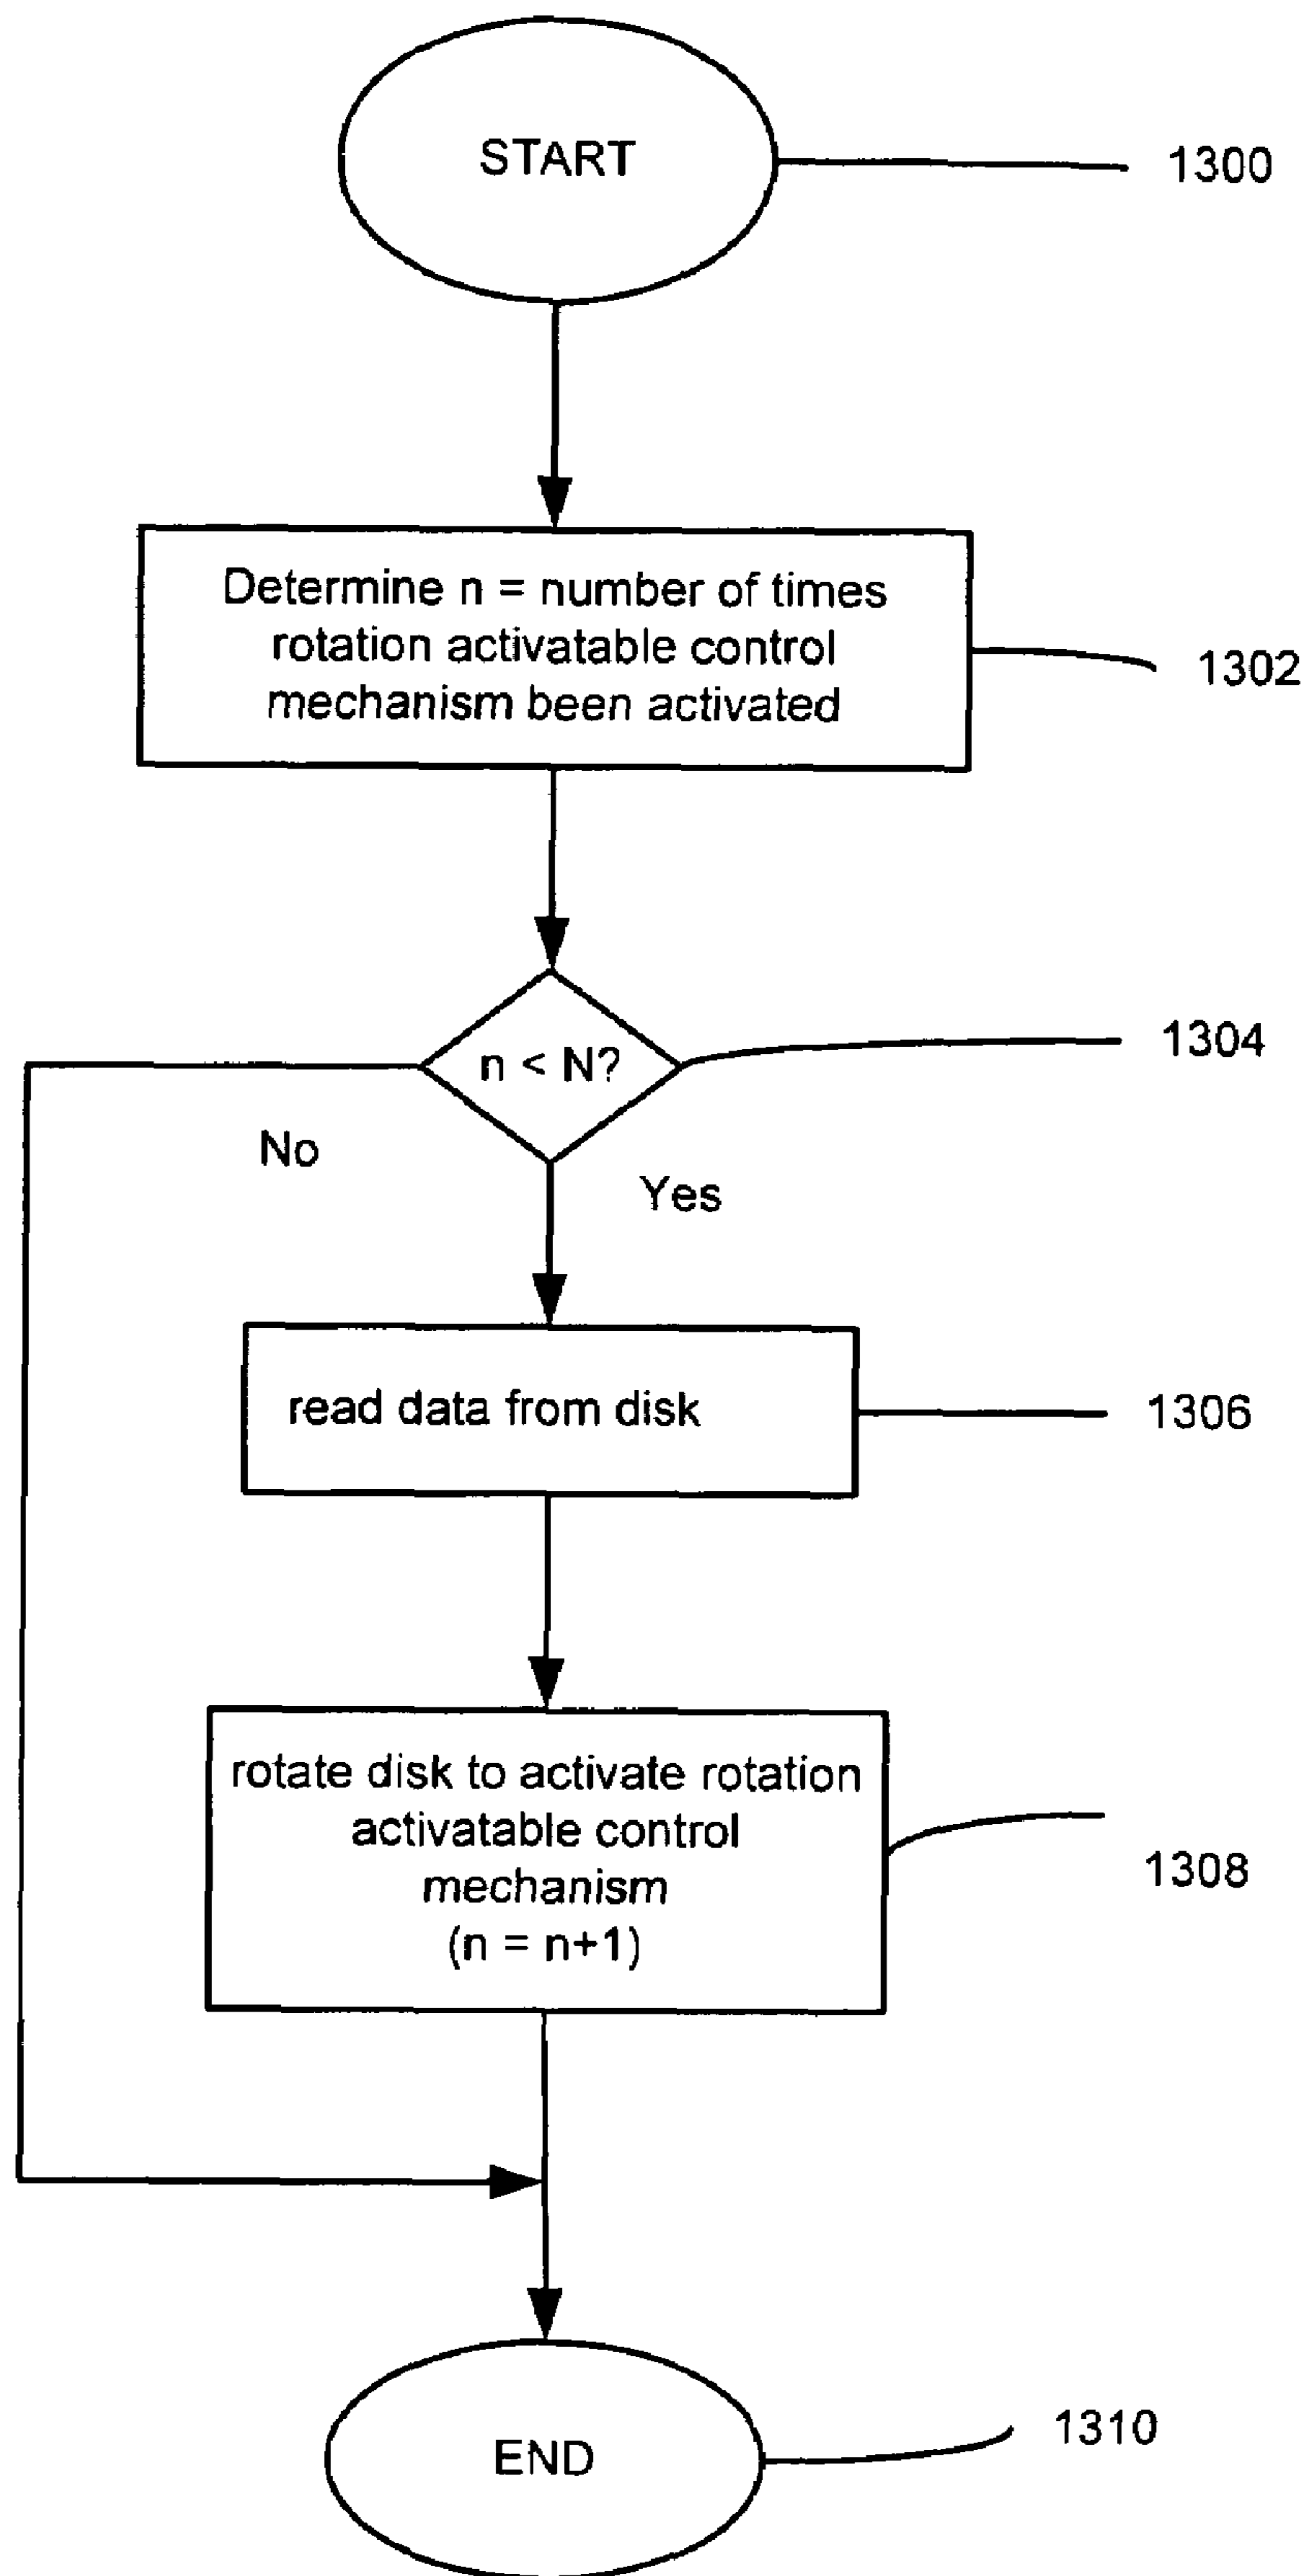 START
1300
Determine n = number of times
rotation activatable control
mechanism been activated
1302
n < N?
1304
No
Yes
read data from disk
1306
rotate disk to activate rotation
activatable control
mechanism
(n = n+1)
1308
END
1310